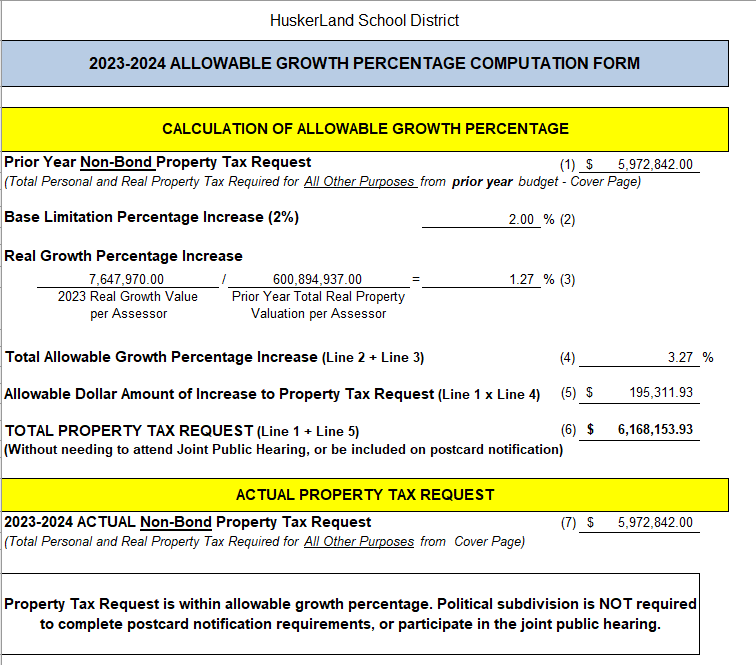 HuskerLand School District
2023-2024 ALLOWABLE GROWTH PERCENTAGE COMPUTATION FORM
CALCULATION OF ALLOWABLE GROWTH PERCENTAGE
Prior Year Non-Bond Property Tax Request (1) $ 5,972,842.00
(Total Personal and Real Property Tax Required for All Other Purposes from prior year budget - Cover Page)
Base Limitation Percentage Increase (2%) 2.00 % (2)
Real Growth Percentage Increase
7,647,970.00 / 600,894,937.00 = 1.27 % (3)
2023 Real Growth Value Prior Year Total Real Property
per Assessor Valuation per Assessor
Total Allowable Growth Percentage Increase (Line 2 + Line 3) (4) 3.27 %
Allowable Dollar Amount of Increase to Property Tax Request (Line 1 x Line 4) (5) $ 195,311.93
TOTAL PROPERTY TAX REQUEST (Line 1 + Line 5) (6) $ 6,168,153.93
(Without needing to attend Joint Public Hearing, or be included on postcard notification)
ACTUAL PROPERTY TAX REQUEST
2023-2024 ACTUAL Non-Bond Property Tax Request (7) $ 5,972,842.00
(Total Personal and Real Property Tax Required for All Other Purposes from Cover Page)
Property Tax Request is within allowable growth percentage. Political subdivision is NOT required
to complete postcard notification requirements, or participate in the joint public hearing.